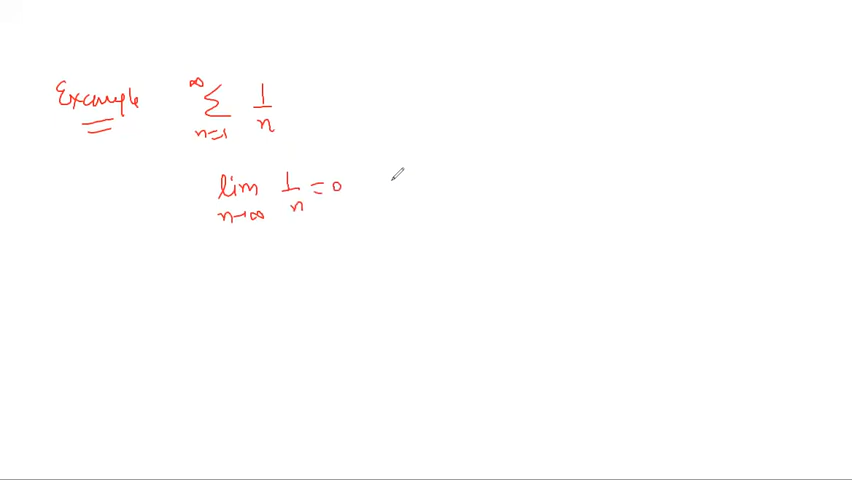 Example ∞∑n=1 1/n
lim n→∞ 1/n = 0